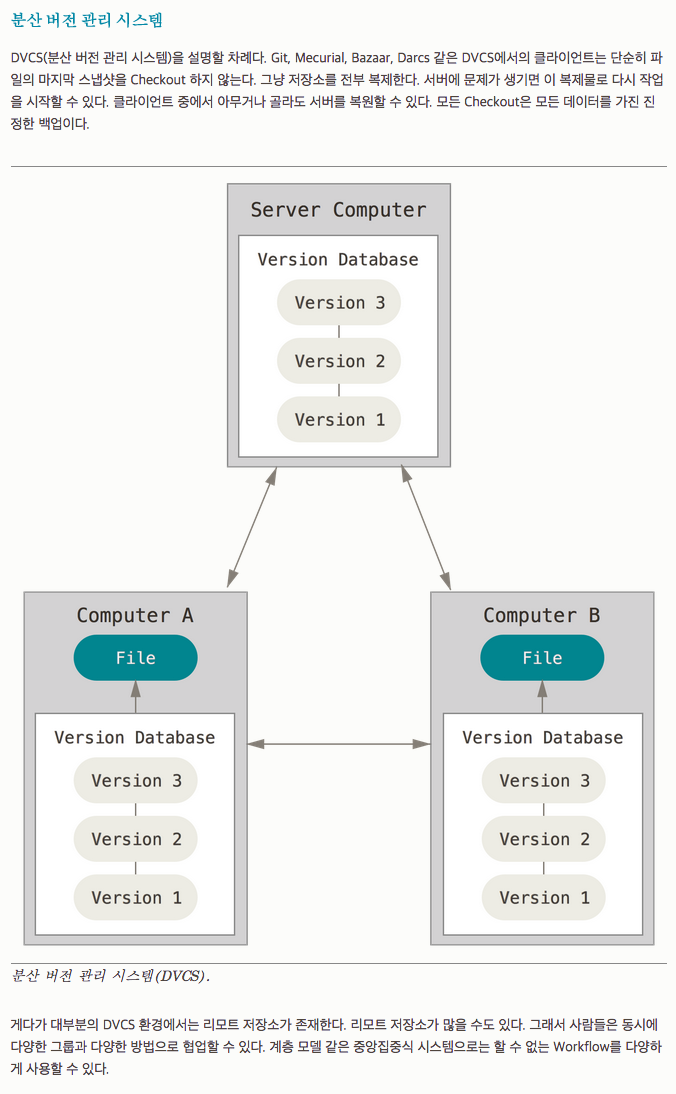 분산 버전 관리 시스템
DVCS(분산 버전 관리 시스템)을 설명할 차례다. Git, Mecurial, Bazaar, Darcs 같은 DVCS에서의 클라이언트는 단순히 파
일의 마지막 스냅샷을 Checkout 하지 않는다. 그냥 저장소를 전부 복제한다. 서버에 문제가 생기면 이 복제물로 다시 작업
을 시작할 수 있다. 클라이언트 중에서 아무거나 골라도 서버를 복원할 수 있다. 모든 Checkout은 모든 데이터를 가진 진
정한 백업이다.
Server Computer
Version Database
Version 3
Version 2
Version 1
Computer A
File
Version Database
Version 3
Version 2
Version 1
Computer B
File
Version Database
Version 3
Version 2
Version 1
분산 버전 관리 시스템(DVCS).
게다가 대부분의 DVCS 환경에서는 리모트 저장소가 존재한다. 리모트 저장소가 많을 수도 있다. 그래서 사람들은 동시에
다양한 그룹과 다양한 방법으로 협업할 수 있다. 계층 모델 같은 중앙집중식 시스템으로는 할 수 없는 Workflow를 다양하
게 사용할 수 있다.